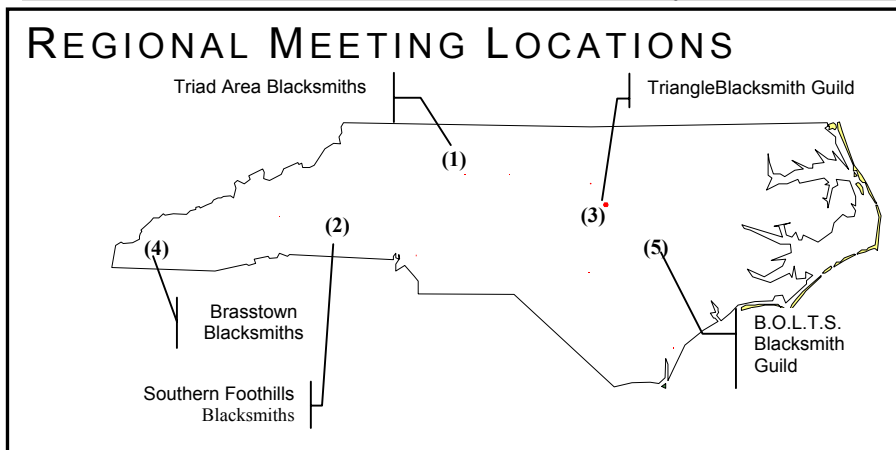 REGIONAL MEETING LOCATIONS
Triad Area Blacksmiths
TriangleBlacksmith Guild
(1)
(2)
(3)
(4)
(5)
Brasstown
Blacksmiths
B.O.L.T.S.
Blacksmith
Guild
Southern Foothills
Blacksmiths